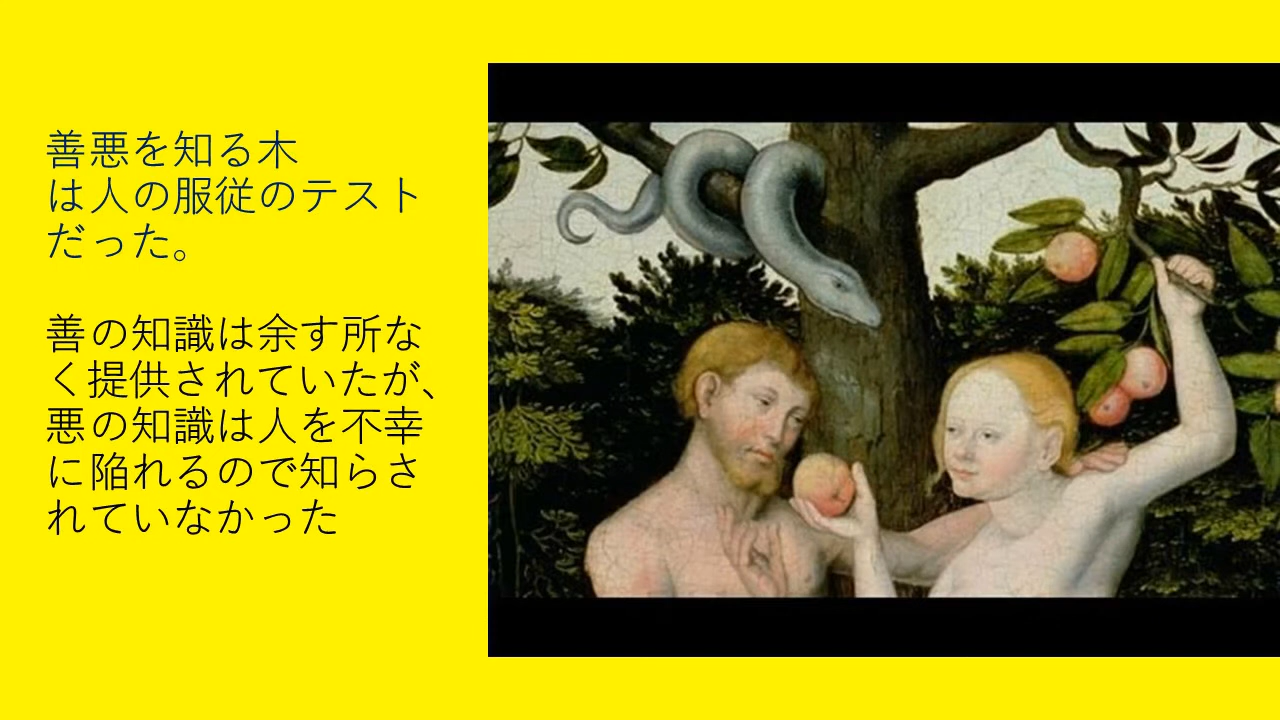 善悪を知る木
は人の服従のテスト
だった。
善の知識は余す所な
く提供されていたが、
悪の知識は人を不幸
に陥れるので知らさ
れていなかった